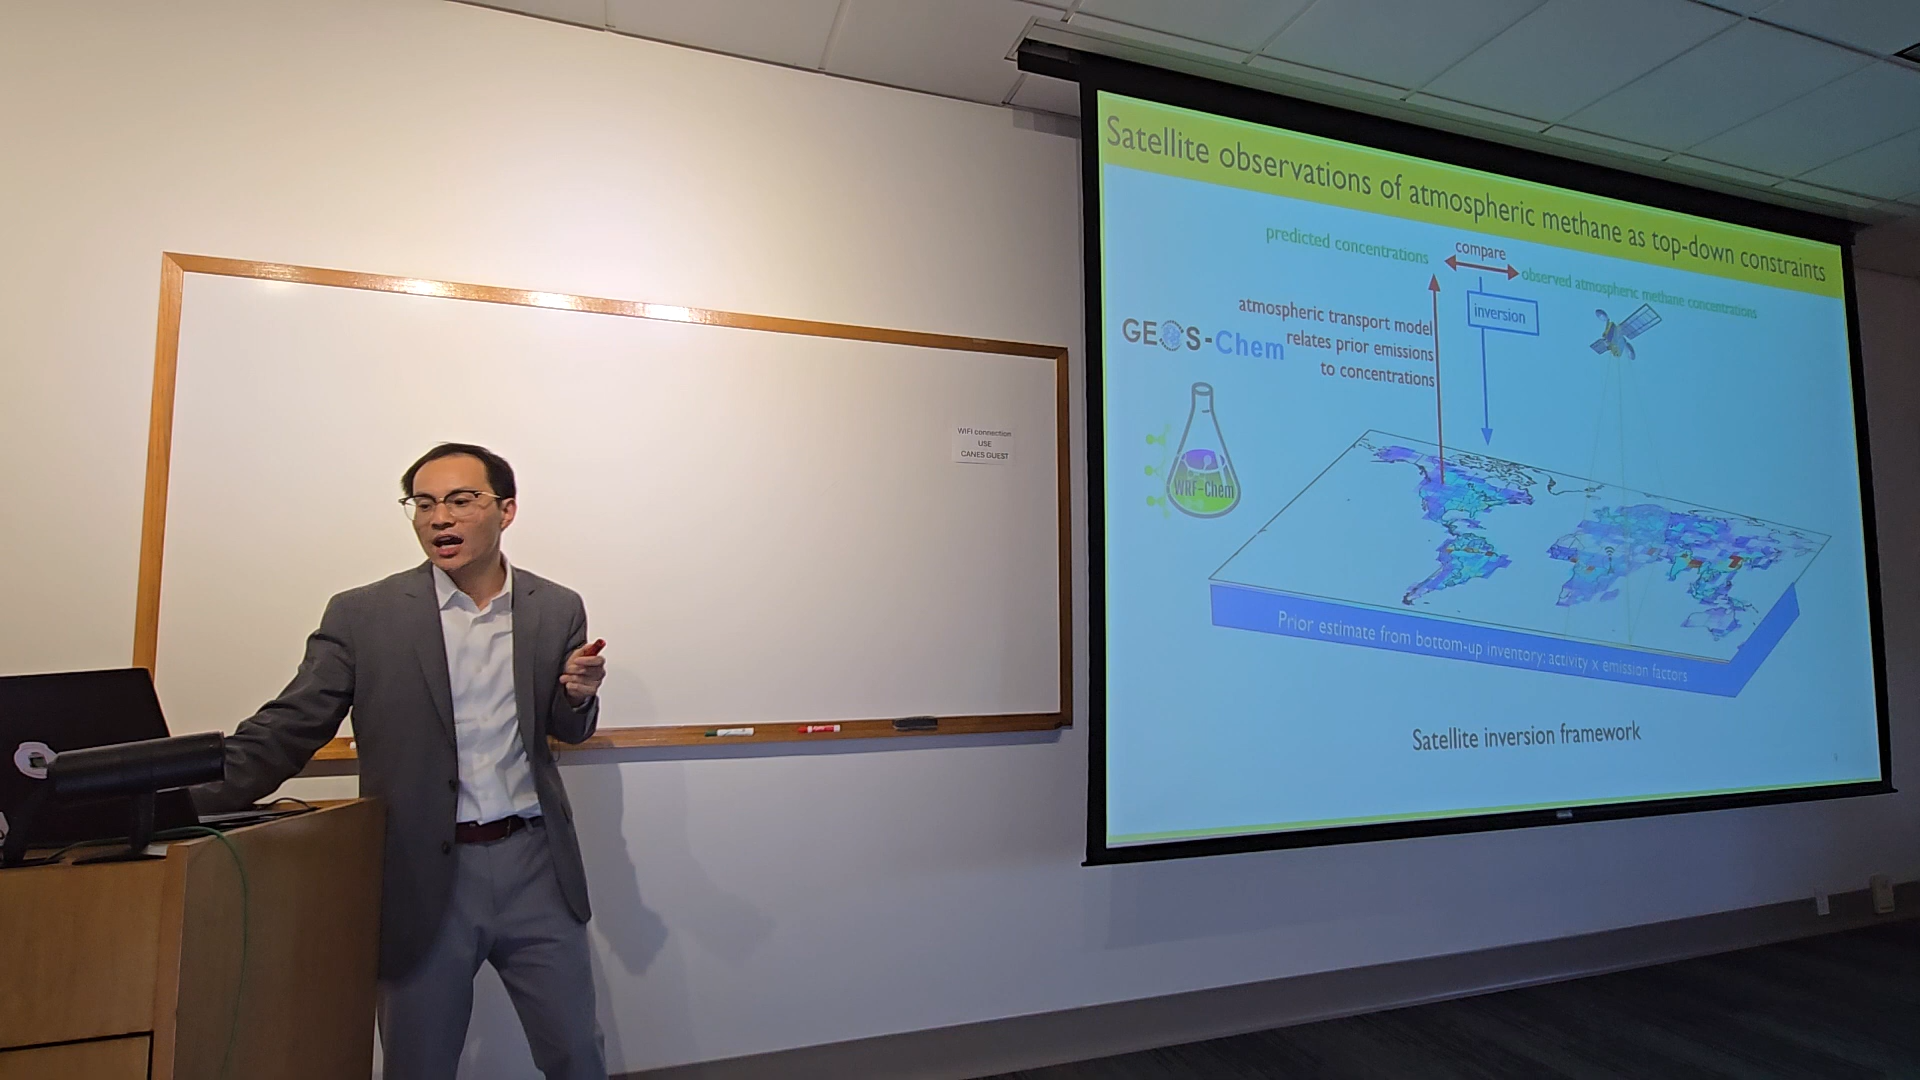 Satellite observations of atmospheric methane as top-down constraints
predicted concentrations
compare
observed atmospheric methane concentrations
inversion
atmospheric transport model
relates prior emissions
to concentrations
GEOS-Chem
WRF-Chem
Prior estimate from bottom-up inventory: activity x emission factors
Satellite inversion framework
WIFI connection
USE
CANES GUEST